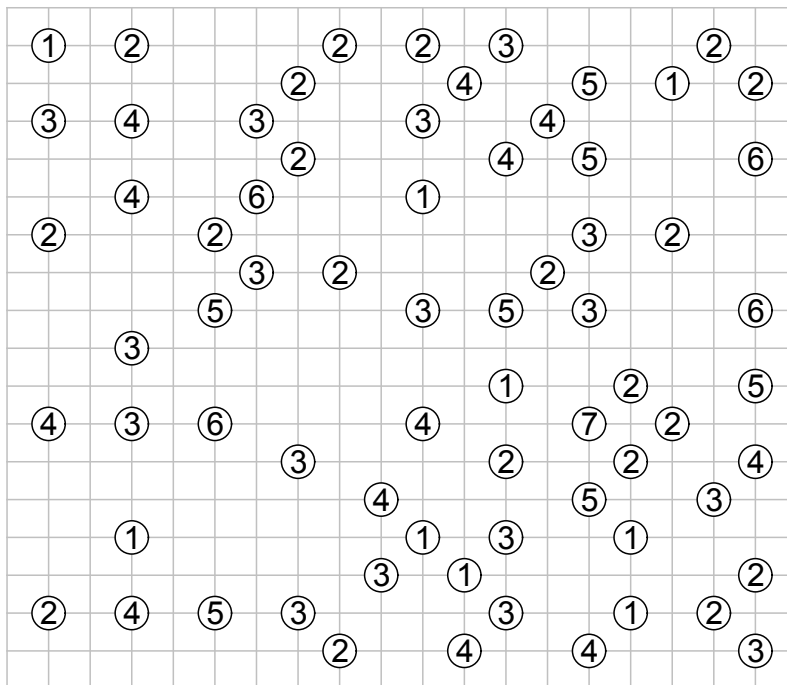 1 2 2 2 3 2
2 4 5 1 2
3 4 3 3 4
2 4 5 6
4 6 1
2 2 3 2
3 2 2
5 3 5 3 6
3
1 2 5
4 3 6 4 7 2
3 2 2 4
4 5 3
1 1 3 1
3 1 2
2 4 5 3 3 1 2
2 4 4 3